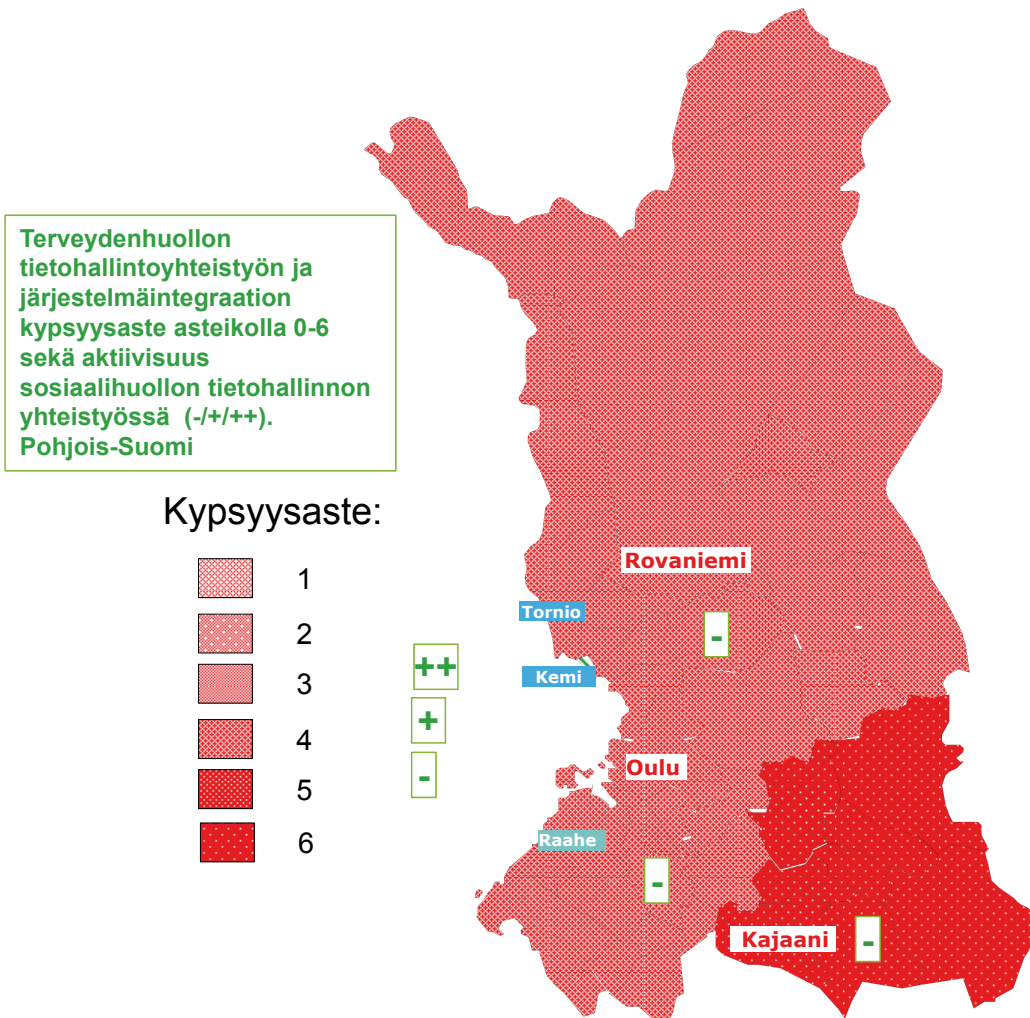 Terveydenhuollon
tietohallintoyhteistyön ja
järjestelmäintegraation
kypsyysaste asteikolla 0-6
sekä aktiivisuus
sosiaalihuollon tietohallinnon
yhteistyössä (-/+/++).
Pohjois-Suomi
Kypsyysaste:
1
2
3
4
5
6
++
+
-
Rovaniemi
Tornio
-
Kemi
Oulu
Raahe
-
Kajaani
-